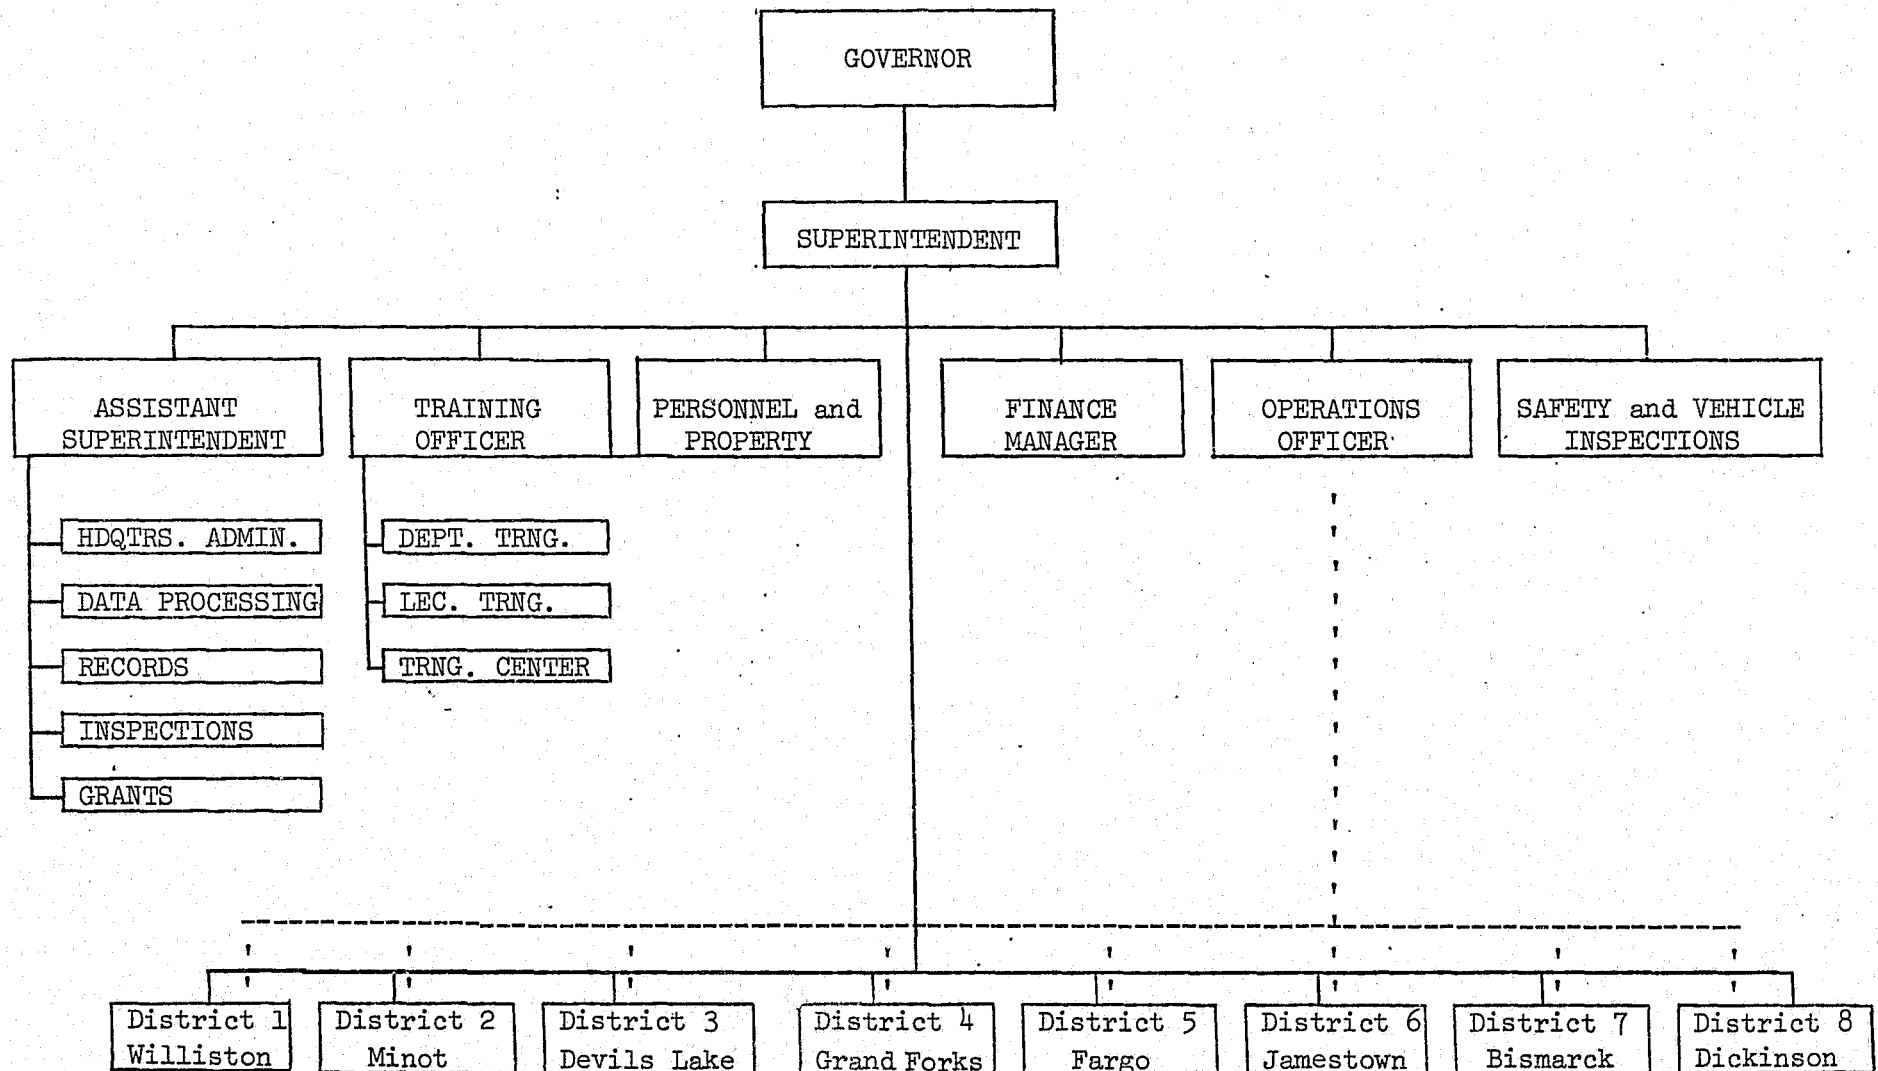 GOVERNOR
SUPERINTENDENT
ASSISTANT
SUPERINTENDENT
TRAINING
OFFICER
PERSONNEL and
PROPERTY
FINANCE
MANAGER
OPERATIONS
OFFICER
SAFETY and VEHICLE
INSPECTIONS
HDQTRS. ADMIN.
DATA PROCESSING
RECORDS
INSPECTIONS
GRANTS
DEPT. TRNG.
LEC. TRNG.
TRNG. CENTER
District 1
Williston
District 2
Minot
District 3
Devils Lake
District 4
Grand Forks
District 5
Fargo
District 6
Jamestown
District 7
Bismarck
District 8
Dickinson